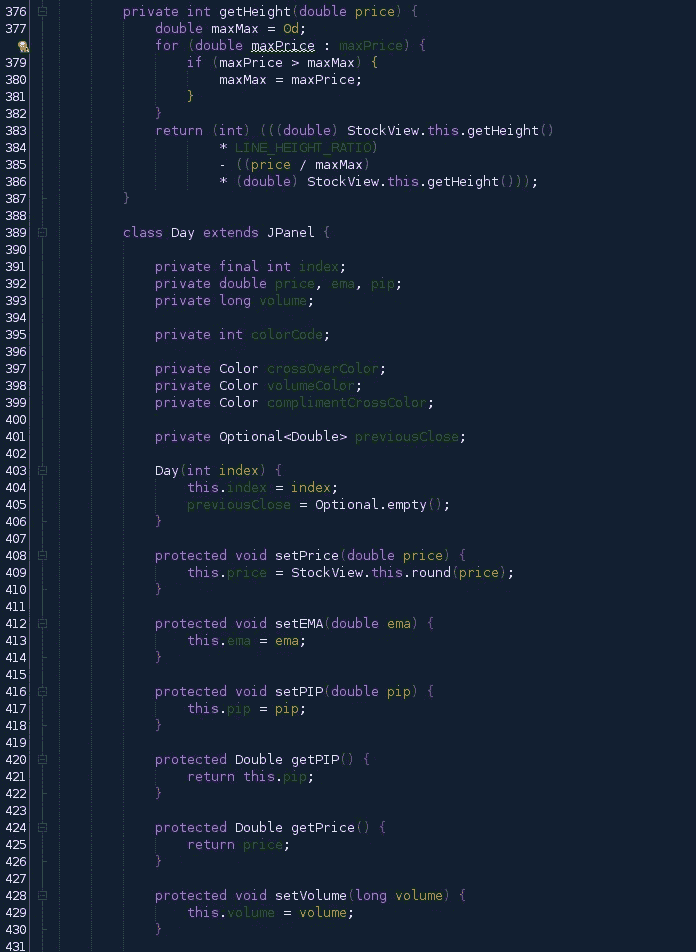 376 private int getHeight(double price) {
377 double maxMax = 0d;
for (double maxPrice : maxPrice) {
379 if (maxPrice > maxMax) {
380 maxMax = maxPrice;
381 }
382 }
383 return (int) (((double) StockView.this.getHeight()
384 * LINE_HEIGHT_RATIO)
385 - ((price / maxMax)
386 * (double) StockView.this.getHeight()));
387 }
388
389 class Day extends JPanel {
390
391 private final int index;
392 private double price, ema, pip;
393 private long volume;
394
395 private int colorCode;
396
397 private Color crossOverColor;
398 private Color volumeColor;
399 private Color complimentCrossColor;
400
401 private Optional<Double> previousClose;
402
403 Day(int index) {
404 this.index = index;
405 previousClose = Optional.empty();
406 }
407
408 protected void setPrice(double price) {
409 this.price = StockView.this.round(price);
410 }
411
412 protected void setEMA(double ema) {
413 this.ema = ema;
414 }
415
416 protected void setPIP(double pip) {
417 this.pip = pip;
418 }
419
420 protected Double getPIP() {
421 return this.pip;
422 }
423
424 protected Double getPrice() {
425 return price;
426 }
427
428 protected void setVolume(long volume) {
429 this.volume = volume;
430 }
431